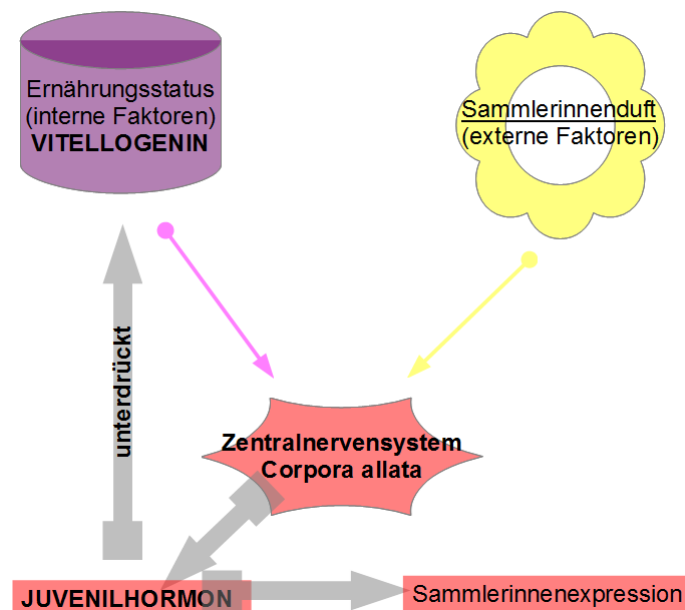 Ernährungsstatus
(interne Faktoren)
VITELLOGENIN
Sammlerinnenduft
(externe Faktoren)
unterdrückt
Zentralnervensystem
Corpora allata
JUVENILHORMON
Sammlerinnenexpression